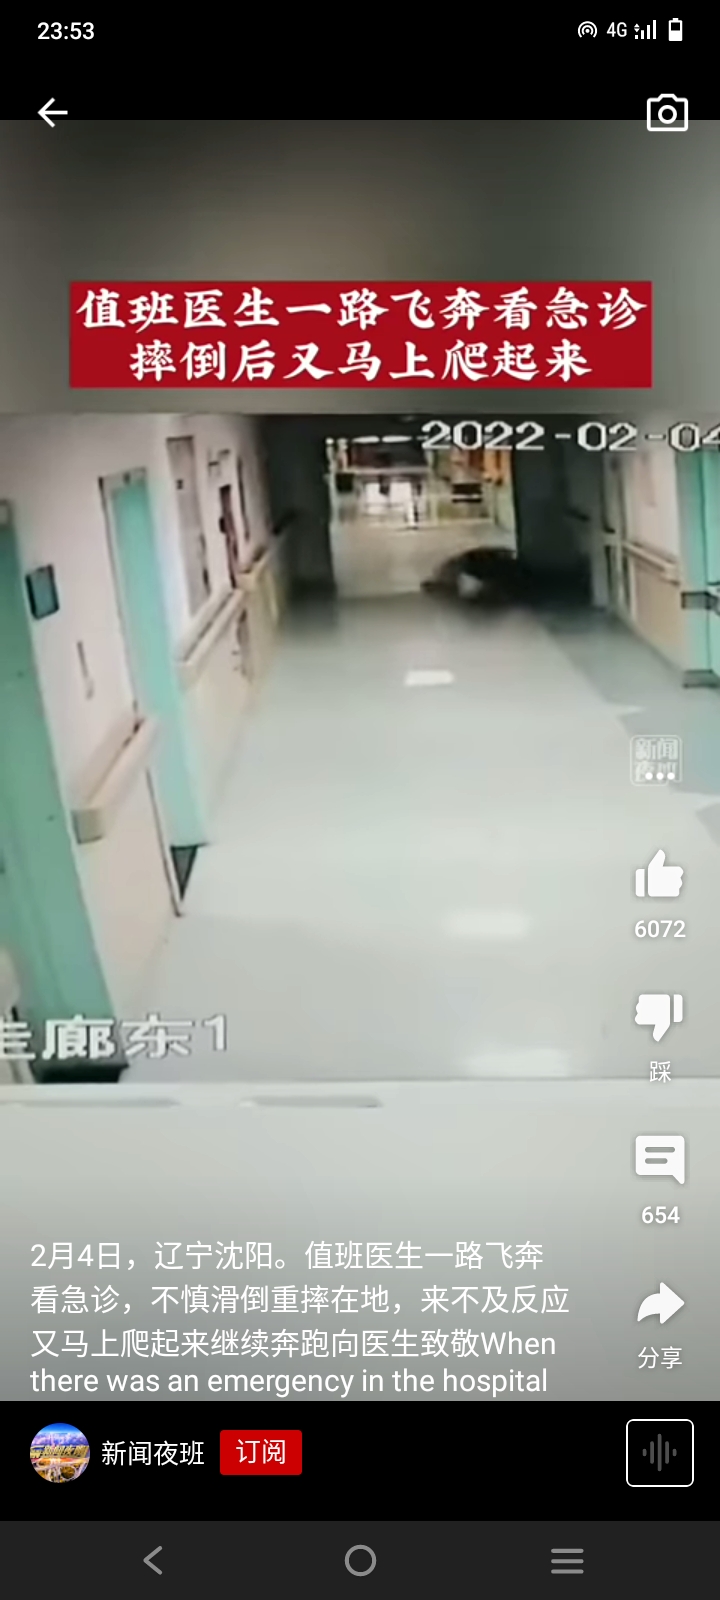 23:53
4G
值班医生一路飞奔看急诊
摔倒后又马上爬起来
2022-02-04
新闻
夜班
6072
踩
走廊东1
654
2月4日，辽宁沈阳。值班医生一路飞奔
看急诊，不慎滑倒重摔在地，来不及反应
又马上爬起来继续奔跑向医生致敬When
there was an emergency in the hospital
分享
新闻夜班
订阅